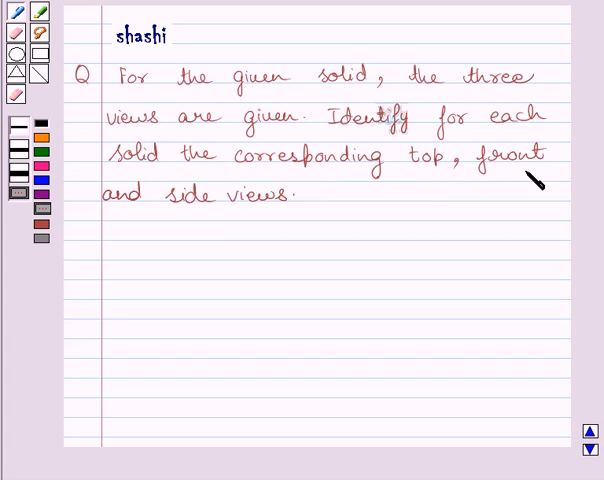 shashi
Q For the given solid, the three
views are given. Identify for each
solid the corresponding top, front
and side views.